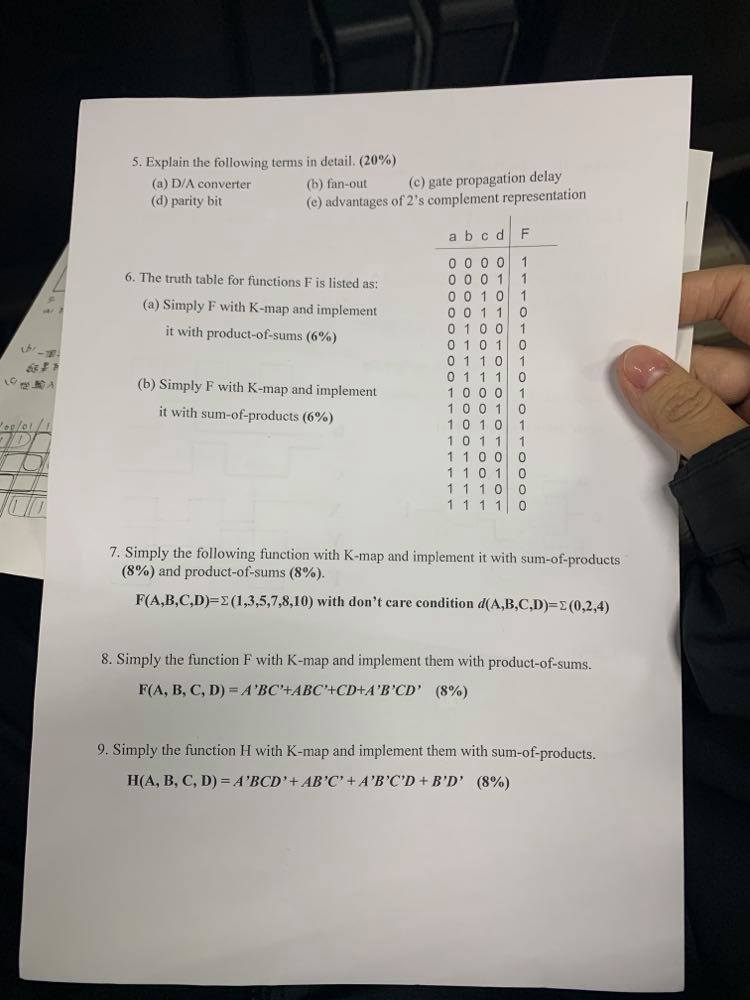 5. Explain the following terms in detail. (20%)
(a) D/A converter (b) fan-out (c) gate propagation delay
(d) parity bit (e) advantages of 2's complement representation
6. The truth table for functions F is listed as:
(a) Simply F with K-map and implement
it with product-of-sums (6%)
(b) Simply F with K-map and implement
it with sum-of-products (6%)
a b c d F
0 0 0 0 1
0 0 0 1 1
0 0 1 0 1
0 0 1 1 0
0 1 0 0 1
0 1 0 1 0
0 1 1 0 1
0 1 1 1 0
1 0 0 0 1
1 0 0 1 0
1 0 1 0 1
1 0 1 1 1
1 1 0 0 0
1 1 0 1 0
1 1 1 0 0
1 1 1 1 0
7. Simply the following function with K-map and implement it with sum-of-products
(8%) and product-of-sums (8%).
F(A,B,C,D)=Σ(1,3,5,7,8,10) with don't care condition d(A,B,C,D)=Σ(0,2,4)
8. Simply the function F with K-map and implement them with product-of-sums.
F(A, B, C, D) = A'BC'+ABC'+CD+A'B'CD' (8%)
9. Simply the function H with K-map and implement them with sum-of-products.
H(A, B, C, D) = A'BCD' + AB'C' + A'B'C'D + B'D' (8%)